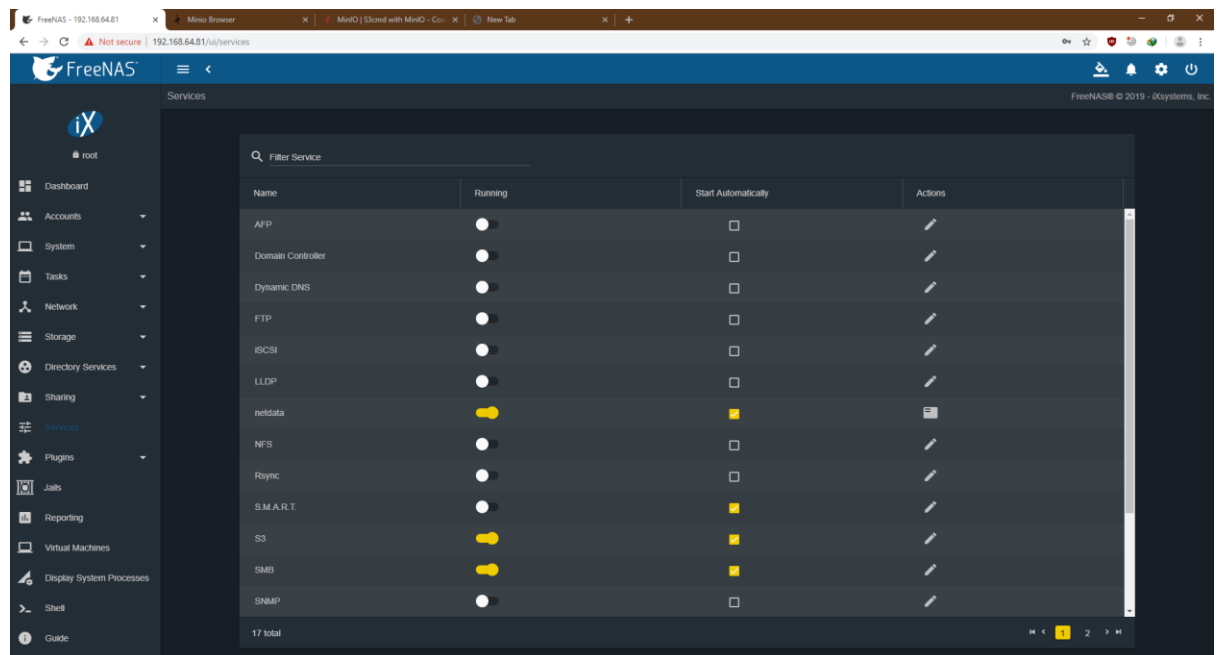 FreeNAS - 192.168.64.81
Minio Browser
MinIO | S3cmd with MinIO - Coo
New Tab
Not secure 192.168.64.81/ui/services
FreeNAS
Services
FreeNAS® © 2019 - iXsystems, Inc.
iX
root
Filter Service
Dashboard
Accounts
System
Tasks
Network
Storage
Directory Services
Sharing
Services
Plugins
Jails
Reporting
Virtual Machines
Display System Processes
Shell
Guide
Name Running Start Automatically Actions
AFP
Domain Controller
Dynamic DNS
FTP
iSCSI
LLDP
netdata
NFS
Rsync
S.M.A.R.T.
S3
SMB
SNMP
17 total
1 2